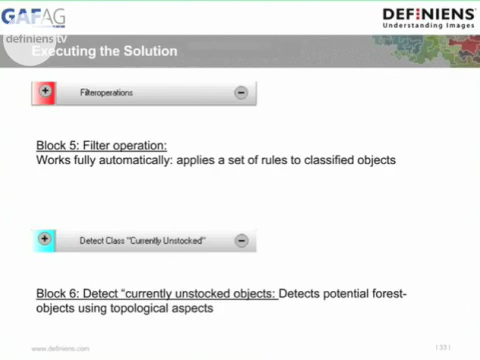 GAFAG
DEFINIENS
Understanding Images
definiens|tv
Executing the Solution
Filteroperations
Block 5: Filter operation:
Works fully automatically: applies a set of rules to classified objects
Detect Class "Currently Unstocked"
Block 6: Detect “currently unstocked objects: Detects potential forest-
objects using topological aspects
www.definiens.com
| 33 |